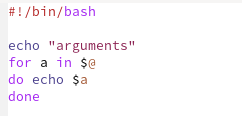 #!/bin/bash
echo "arguments"
for a in $@
do echo $a
done